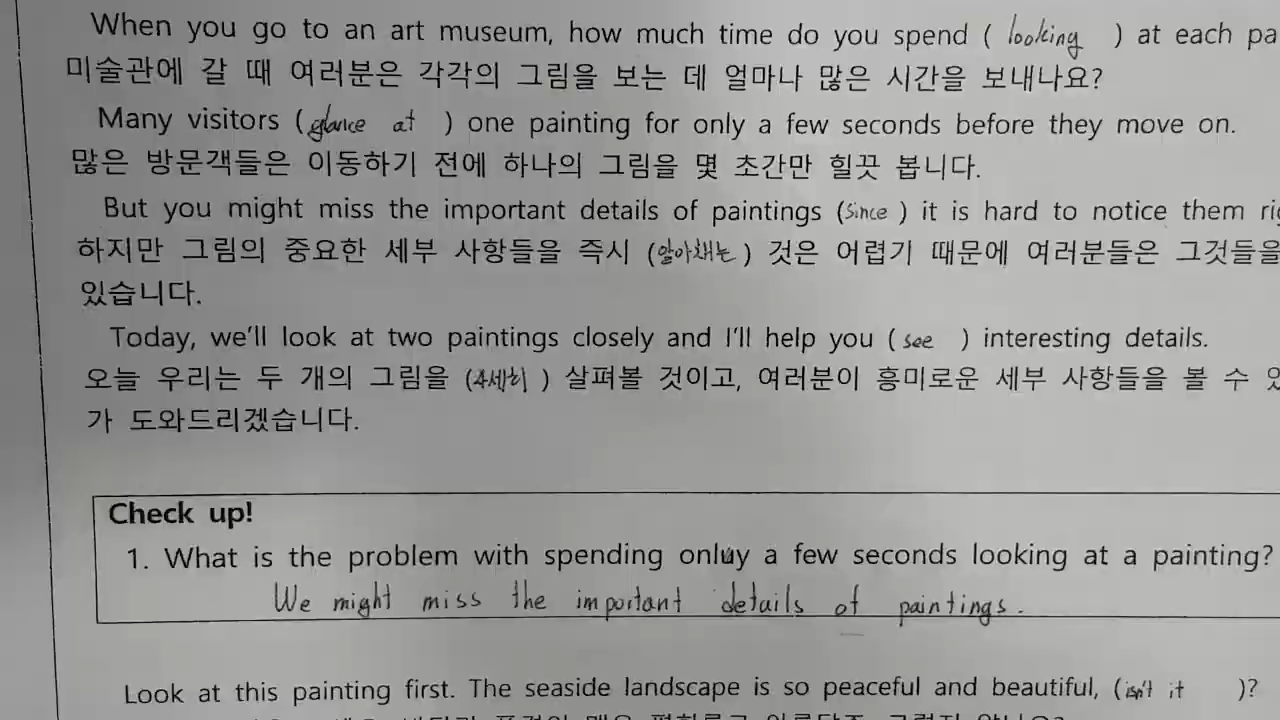 When you go to an art museum, how much time do you spend ( looking ) at each pa
미술관에 갈 때 여러분은 각각의 그림을 보는 데 얼마나 많은 시간을 보내나요?
Many visitors (glance at ) one painting for only a few seconds before they move on.
많은 방문객들은 이동하기 전에 하나의 그림을 몇 초간만 힐끗 봅니다.
But you might miss the important details of paintings (since ) it is hard to notice them rig
하지만 그림의 중요한 세부 사항들을 즉시 (알아채는 ) 것은 어렵기 때문에 여러분들은 그것들을
있습니다.
Today, we’ll look at two paintings closely and I’ll help you ( see ) interesting details.
오늘 우리는 두 개의 그림을 (세히 ) 살펴볼 것이고, 여러분이 흥미로운 세부 사항들을 볼 수 있
가 도와드리겠습니다.
Check up!
1. What is the problem with spending onluy a few seconds looking at a painting?
We might miss the important details of paintings.
Look at this painting first. The seaside landscape is so peaceful and beautiful, (isn't it )?